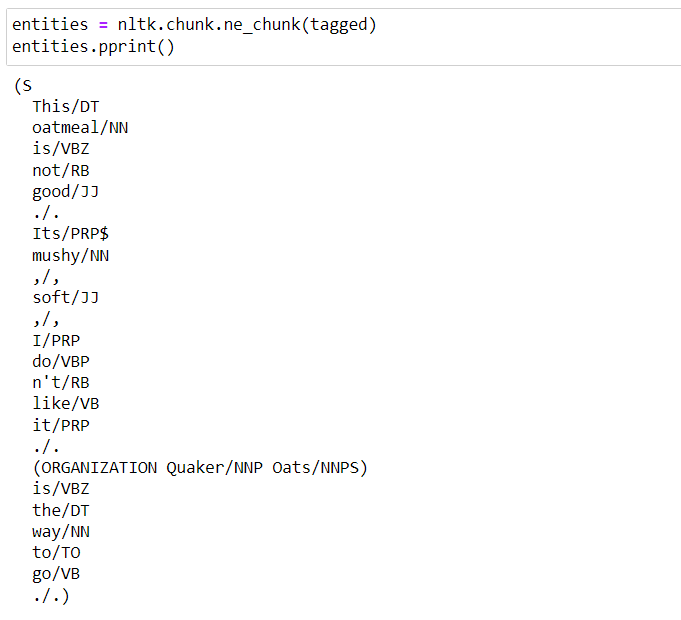 entities = nltk.chunk.ne_chunk(tagged)
entities.pprint()
(S
This/DT
oatmeal/NN
is/VBZ
not/RB
good/JJ
./.
Its/PRP$
mushy/NN
,/,
soft/JJ
,/,
I/PRP
do/VBP
n't/RB
like/VB
it/PRP
./.
(ORGANIZATION Quaker/NNP Oats/NNPS)
is/VBZ
the/DT
way/NN
to/TO
go/VB
./.)